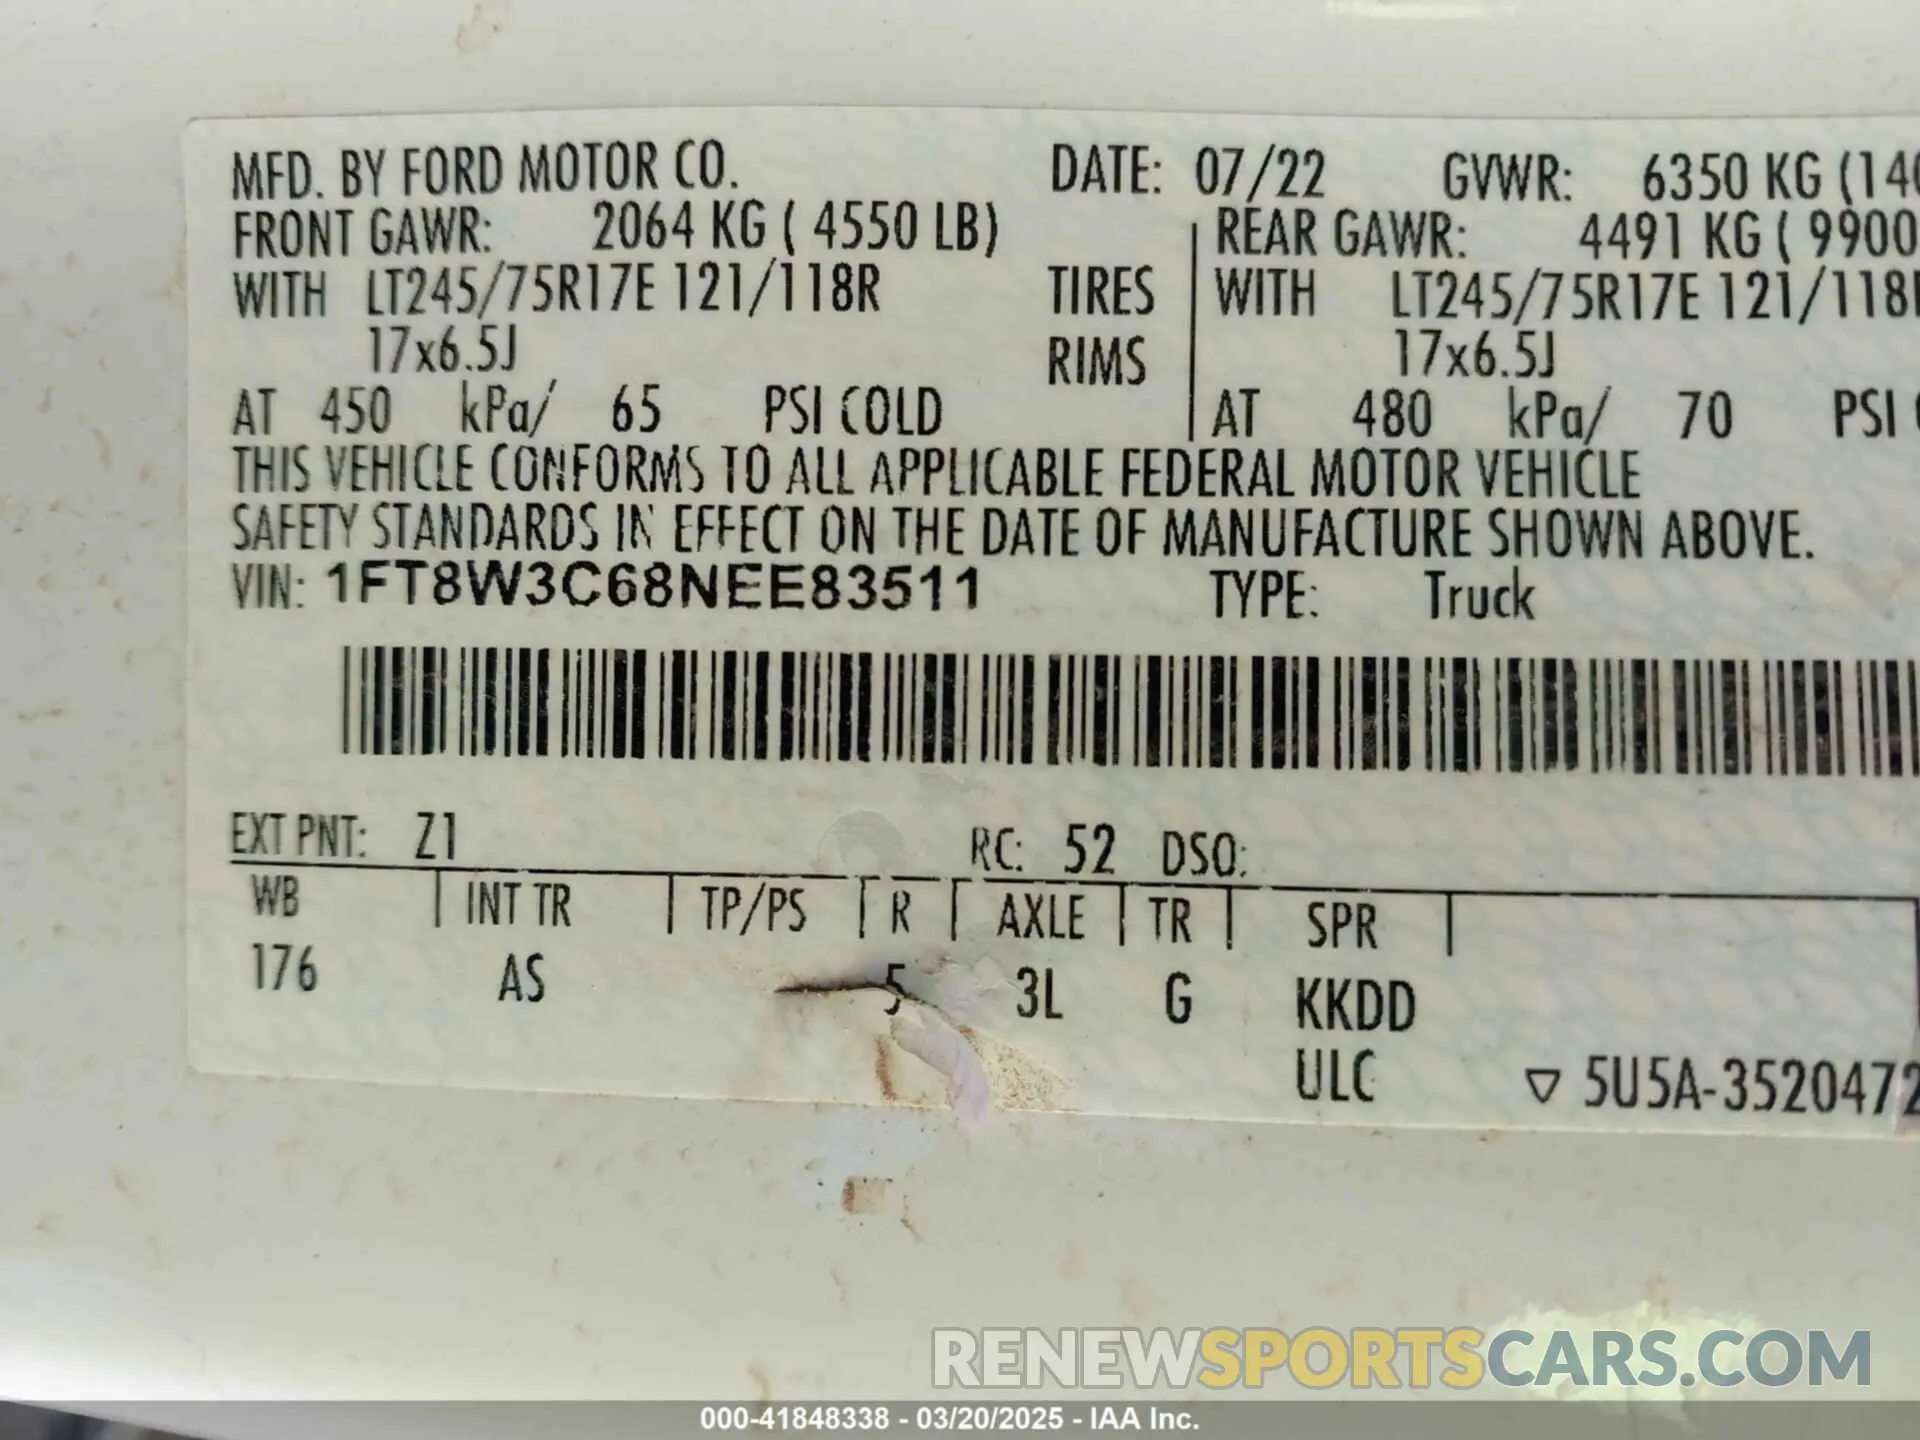 MFD. BY FORD MOTOR CO. DATE: 07/22 GVWR: 6350 KG (140
FRONT GAWR: 2064 KG ( 4550 LB) REAR GAWR: 4491 KG ( 9900
WITH LT245/75R17E 121/118R TIRES WITH LT245/75R17E 121/118R
17x6.5J RIMS 17x6.5J
AT 450 kPa/ 65 PSI COLD AT 480 kPa/ 70 PSI
THIS VEHICLE CONFORMS TO ALL APPLICABLE FEDERAL MOTOR VEHICLE
SAFETY STANDARDS IN EFFECT ON THE DATE OF MANUFACTURE SHOWN ABOVE.
VIN: 1FT8W3C68NEE83511 TYPE: Truck
EXT PNT: Z1 RC: 52 DSO:
WB INT TR TP/PS R AXLE TR SPR
176 AS 5 3L G KKDD
ULC ▽ 5U5A-3520472
RENEWSPORTSCARS.COM
000-41848338 - 03/20/2025 - IAA Inc.